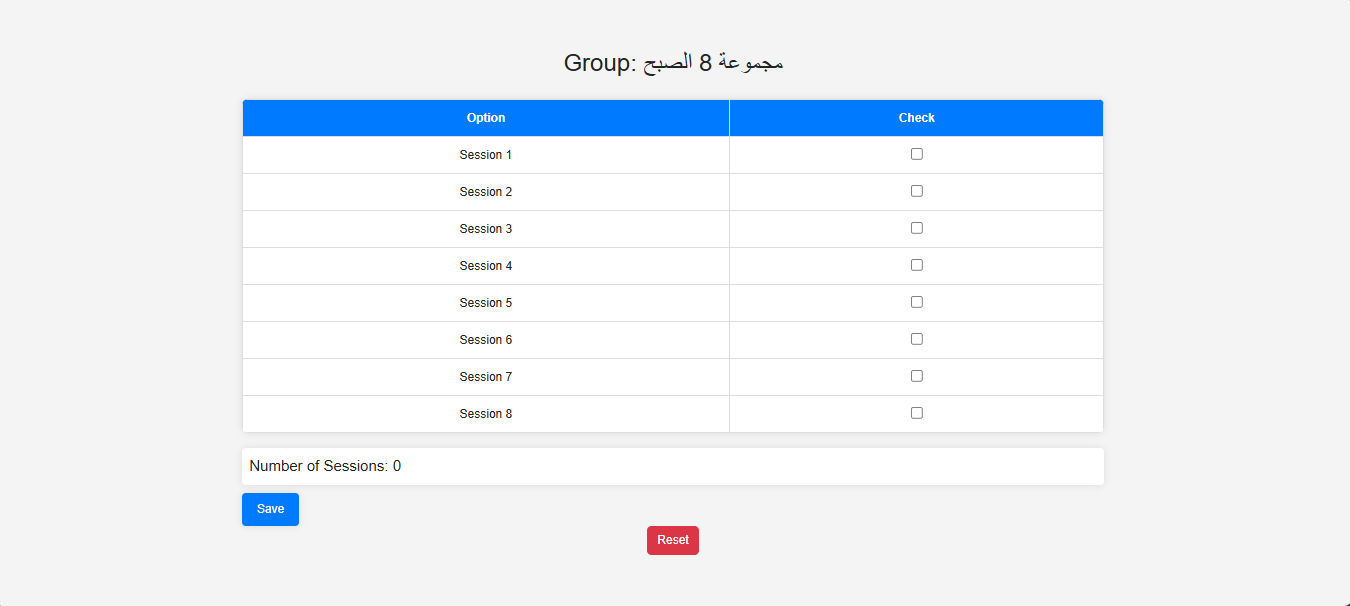 Group: مجموعة 8 الصبح
Option Check
Session 1
Session 2
Session 3
Session 4
Session 5
Session 6
Session 7
Session 8
Number of Sessions: 0
Save
Reset